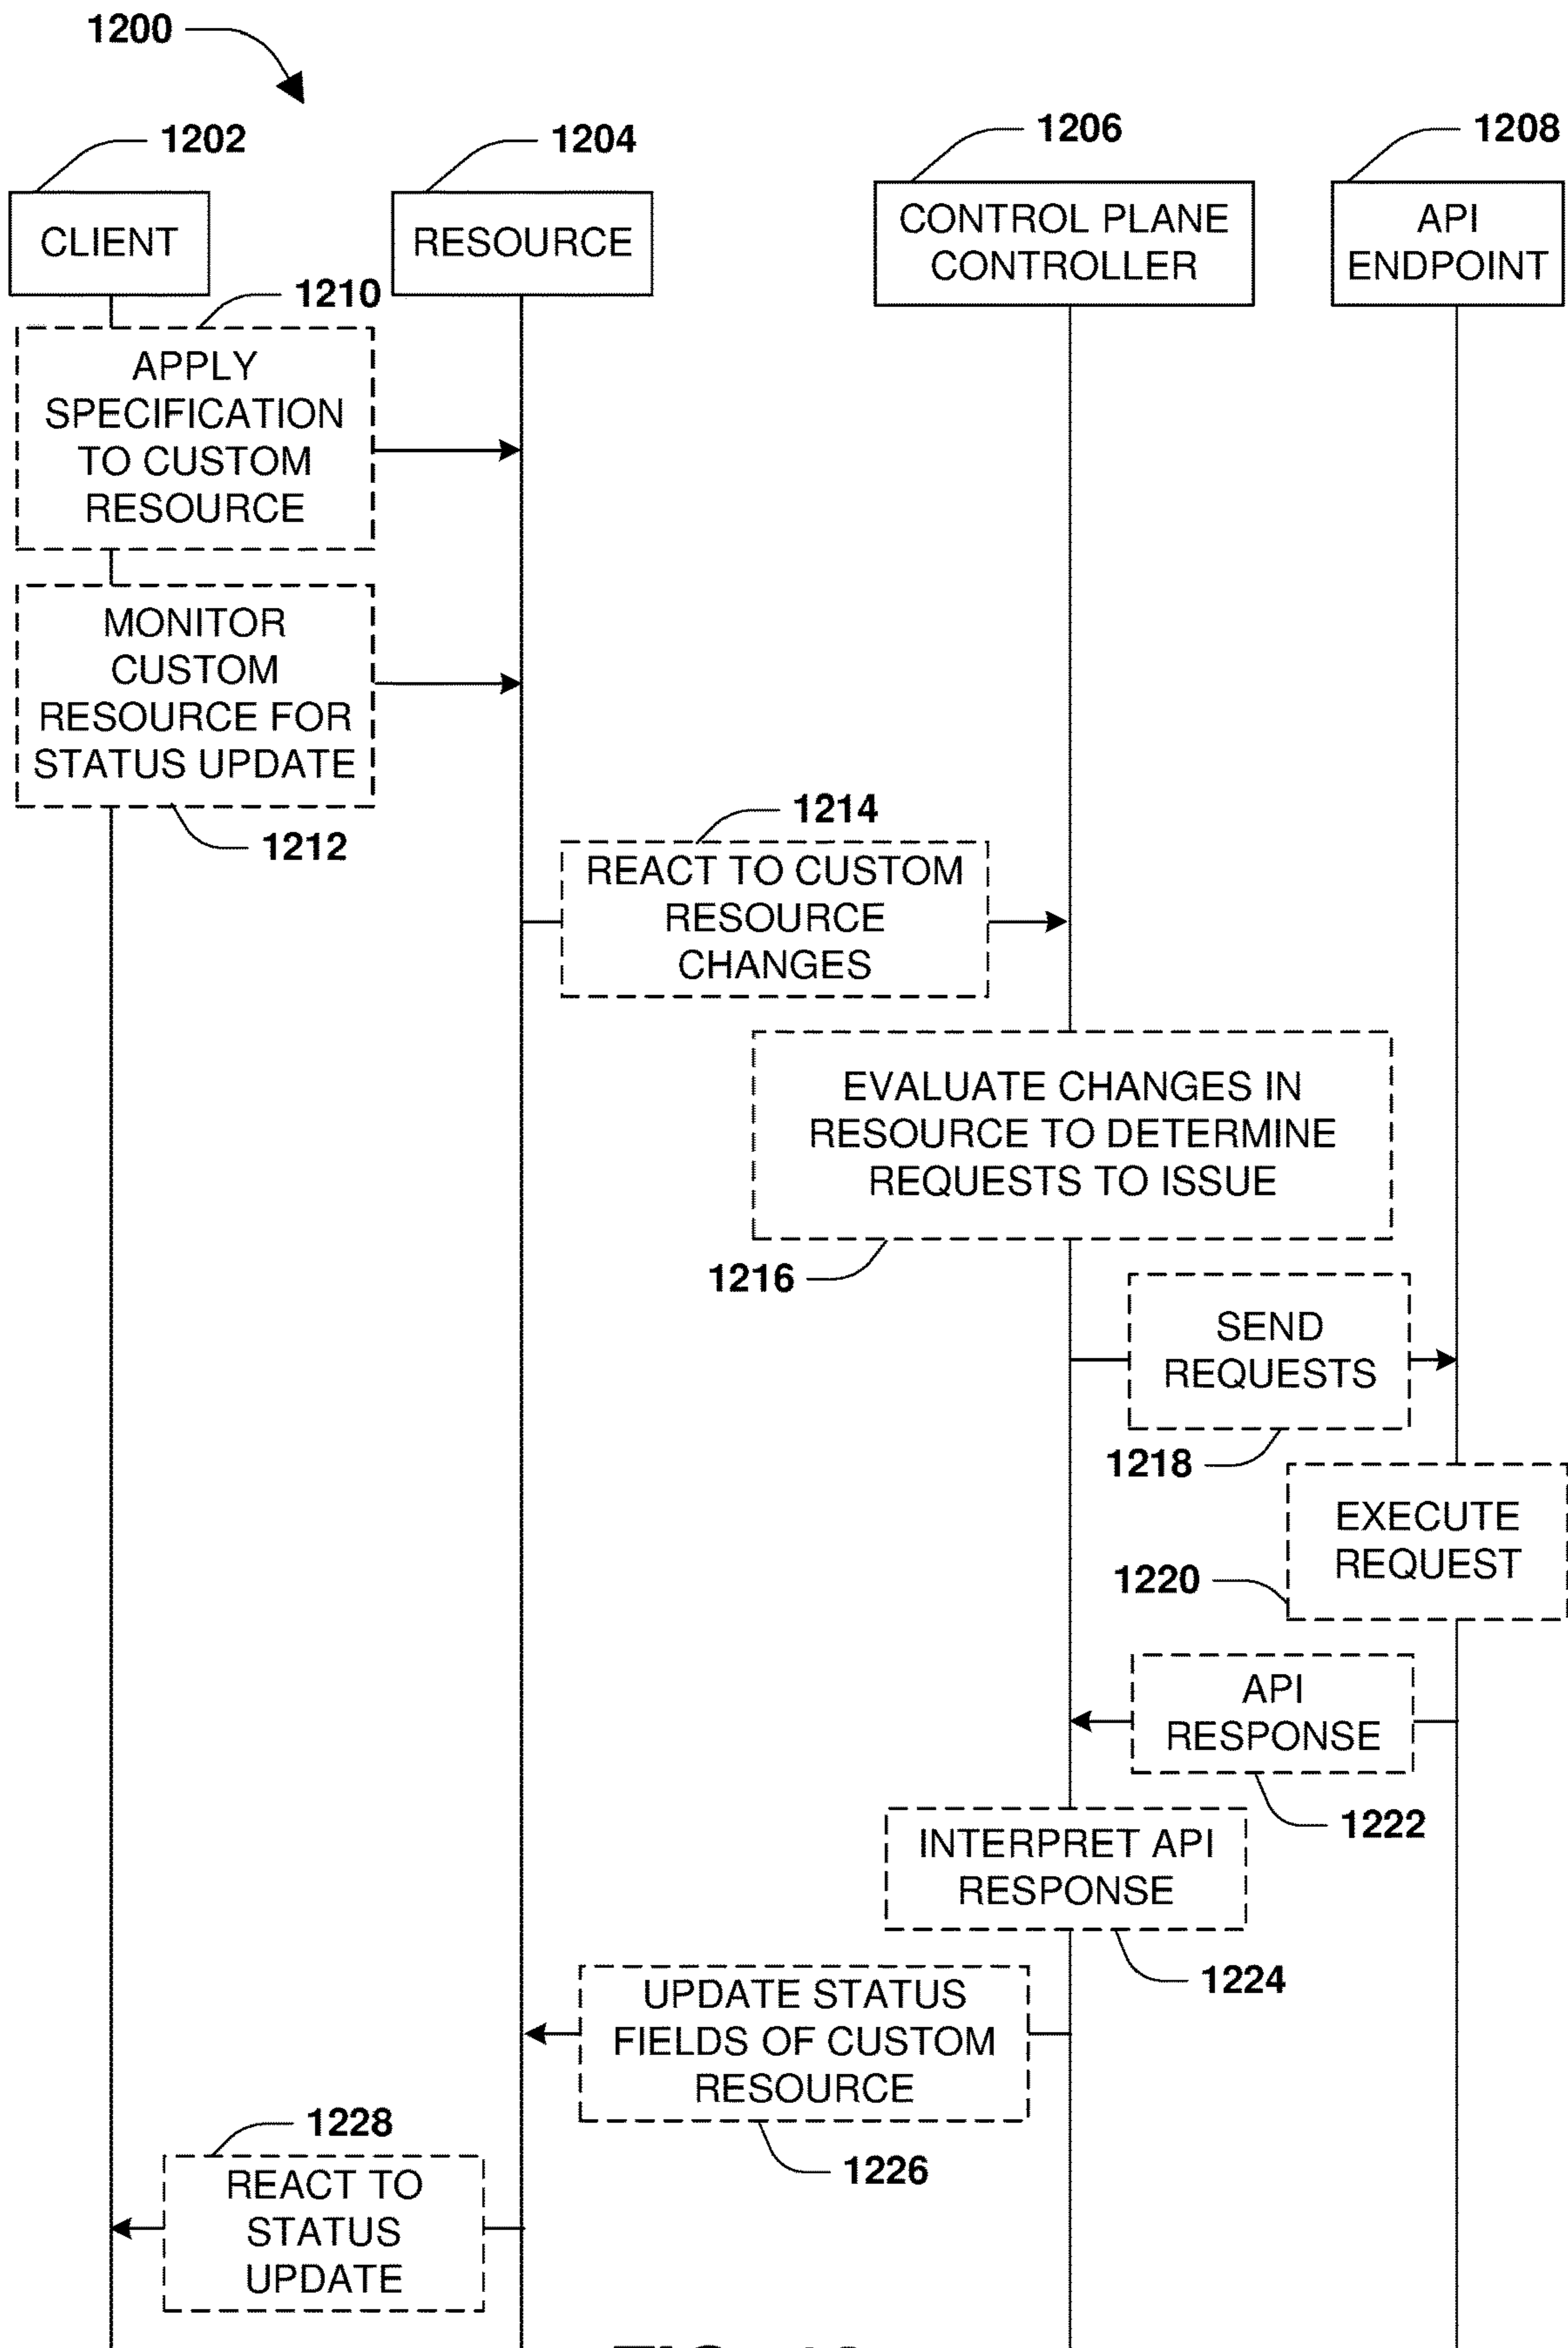 1200
1202
1204
1206
1208
CLIENT
RESOURCE
CONTROL PLANE
CONTROLLER
API
ENDPOINT
1210
APPLY
SPECIFICATION
TO CUSTOM
RESOURCE
MONITOR
CUSTOM
RESOURCE FOR
STATUS UPDATE
1212
1214
REACT TO CUSTOM
RESOURCE
CHANGES
EVALUATE CHANGES IN
RESOURCE TO DETERMINE
REQUESTS TO ISSUE
1216
SEND
REQUESTS
1218
EXECUTE
REQUEST
1220
API
RESPONSE
1222
INTERPRET API
RESPONSE
1224
UPDATE STATUS
FIELDS OF CUSTOM
RESOURCE
1226
1228
REACT TO
STATUS
UPDATE